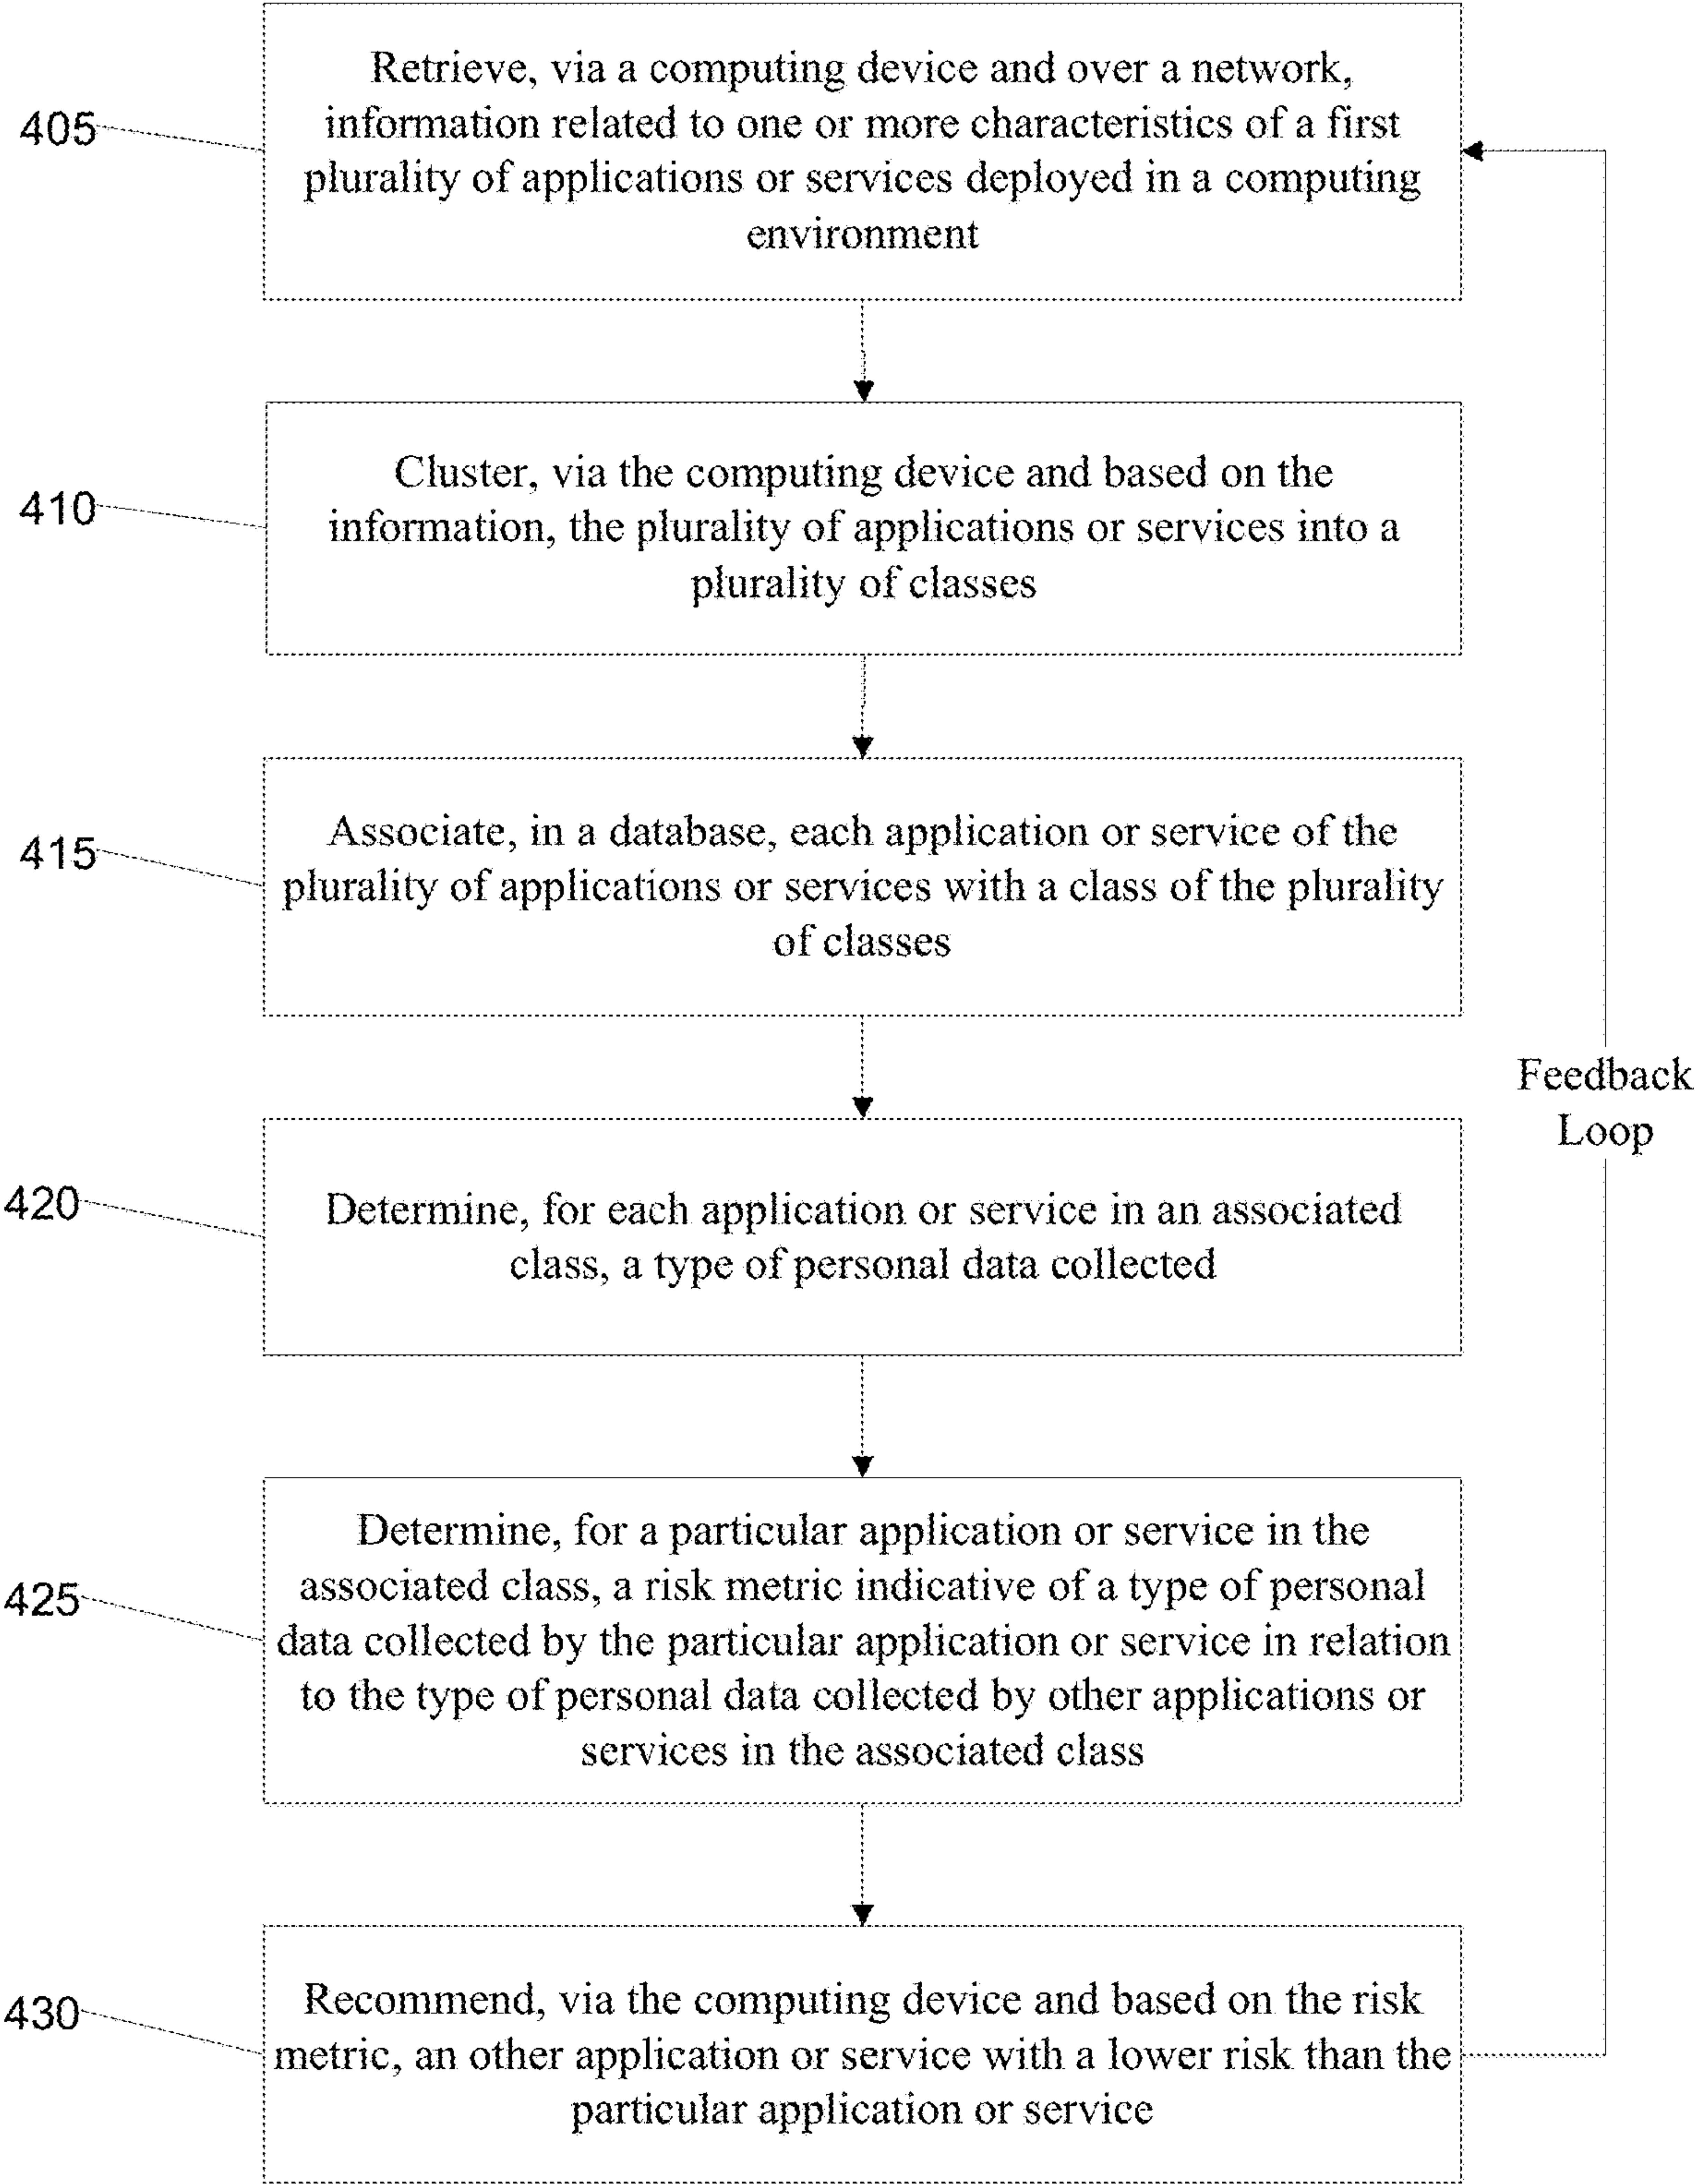 405
Retrieve, via a computing device and over a network,
information related to one or more characteristics of a first
plurality of applications or services deployed in a computing
environment
410
Cluster, via the computing device and based on the
information, the plurality of applications or services into a
plurality of classes
415
Associate, in a database, each application or service of the
plurality of applications or services with a class of the plurality
of classes
Feedback
Loop
420
Determine, for each application or service in an associated
class, a type of personal data collected
425
Determine, for a particular application or service in the
associated class, a risk metric indicative of a type of personal
data collected by the particular application or service in relation
to the type of personal data collected by other applications or
services in the associated class
430
Recommend, via the computing device and based on the risk
metric, an other application or service with a lower risk than the
particular application or service